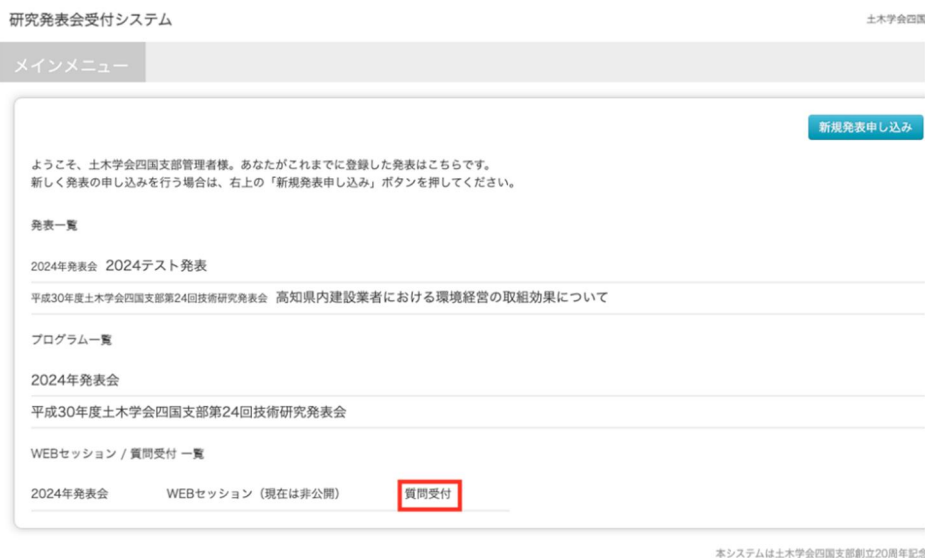 研究発表会受付システム
土木学会四国
メインメニュー
新規発表申し込み
ようこそ、土木学会四国支部管理者様。あなたがこれまでに登録した発表はこちらです。
新しく発表の申し込みを行う場合は、右上の「新規発表申し込み」ボタンを押してください。
発表一覧
2024年発表会 2024テスト発表
平成30年度土木学会四国支部第24回技術研究発表会 高知県内建設業者における環境経営の取組効果について
プログラム一覧
2024年発表会
平成30年度土木学会四国支部第24回技術研究発表会
WEBセッション / 質問受付 一覧
2024年発表会 WEBセッション（現在は非公開） 質問受付
本システムは土木学会四国支部創立20周年記念